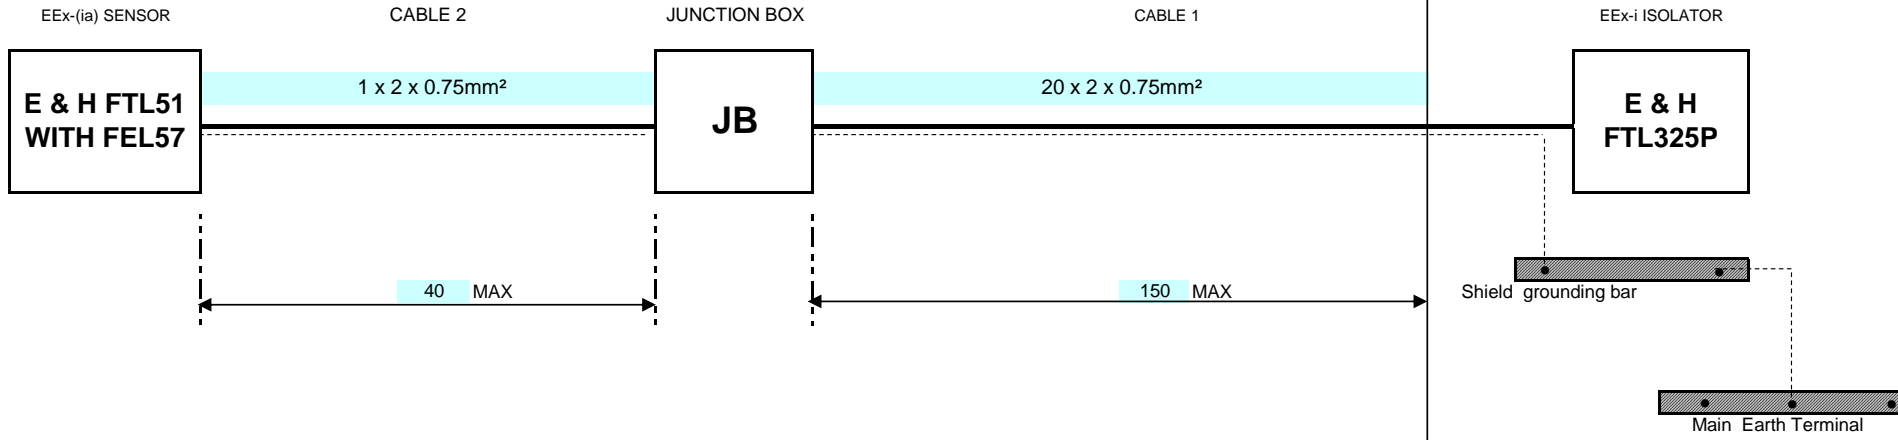 EEx-(ia) SENSOR
CABLE 2
JUNCTION BOX
CABLE 1
EEx-i ISOLATOR
E & H FTL51
WITH FEL57
1 x 2 x 0.75mm²
JB
20 x 2 x 0.75mm²
E & H
FTL325P
40 MAX
150 MAX
Shield grounding bar
Main Earth Terminal